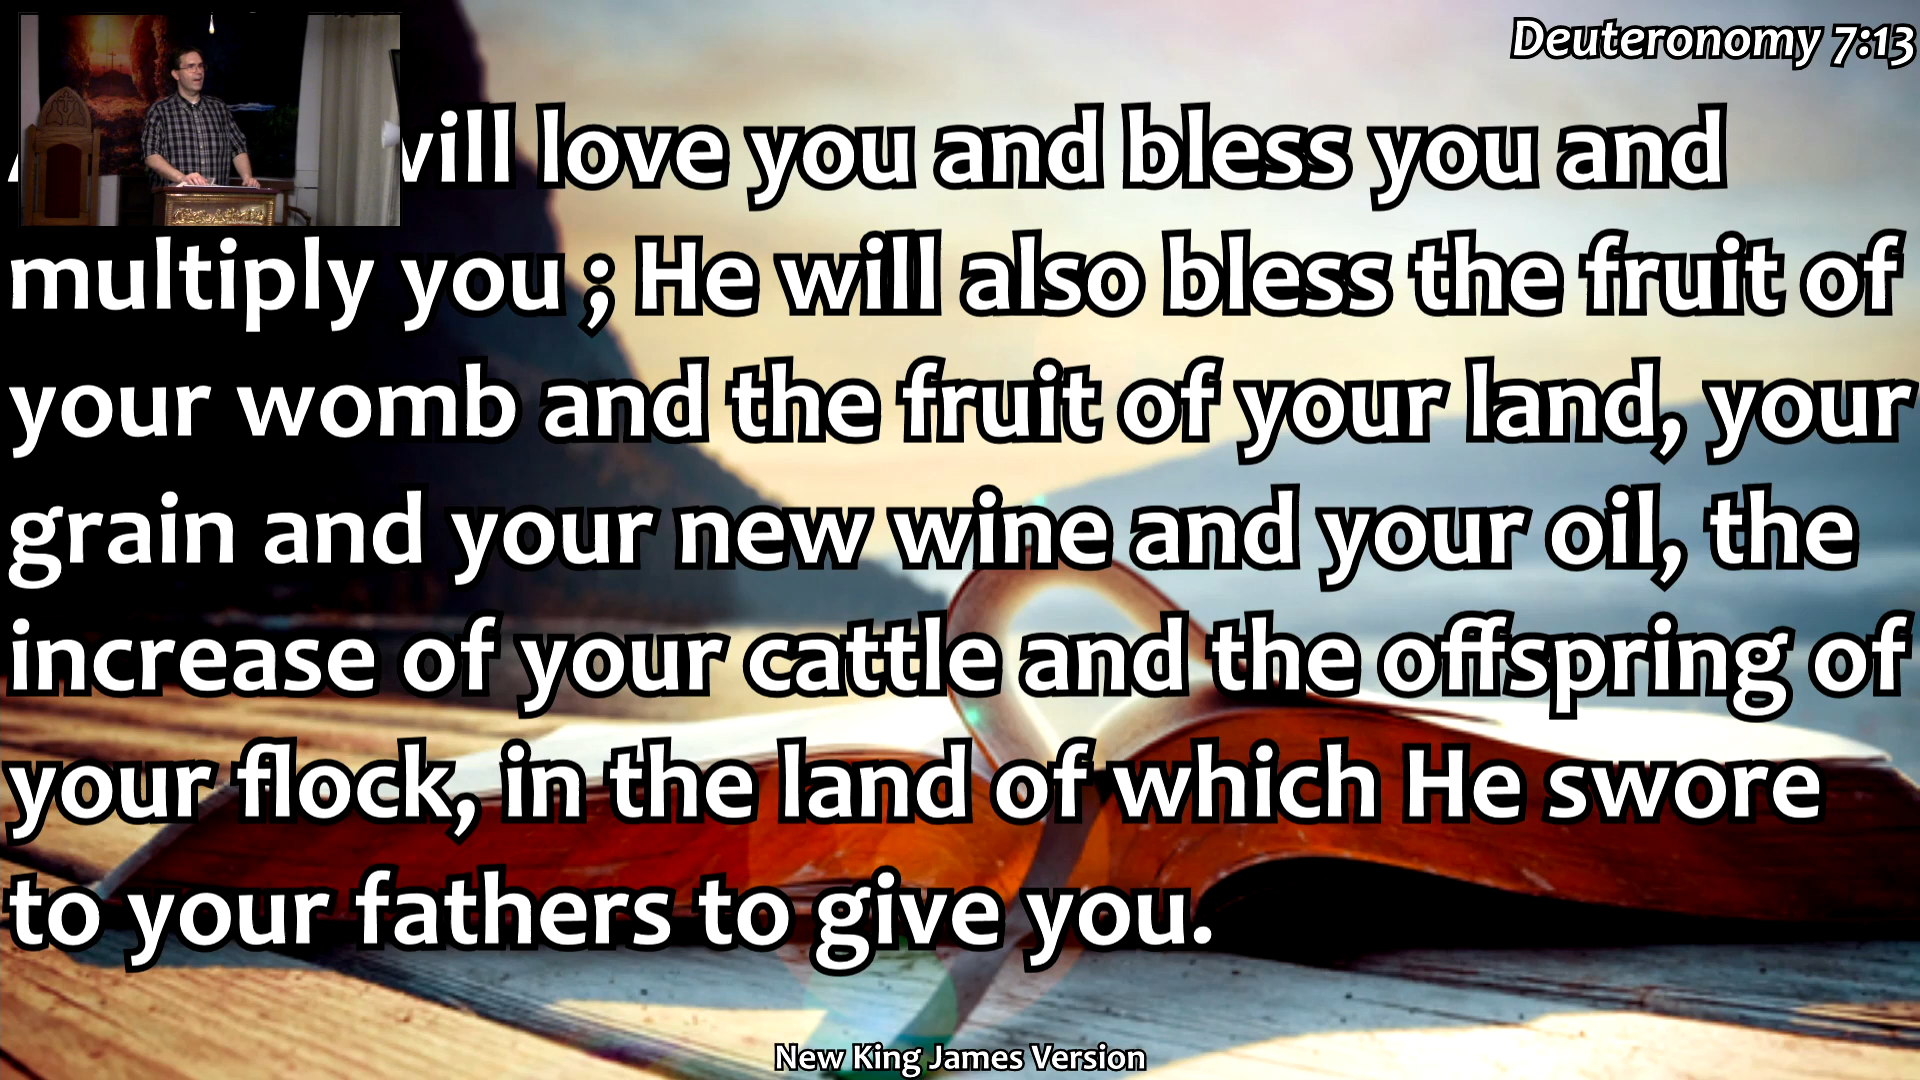 Deuteronomy 7:13
will love you and bless you and
multiply you ; He will also bless the fruit of
your womb and the fruit of your land, your
grain and your new wine and your oil, the
increase of your cattle and the offspring of
your flock, in the land of which He swore
to your fathers to give you.
New King James Version